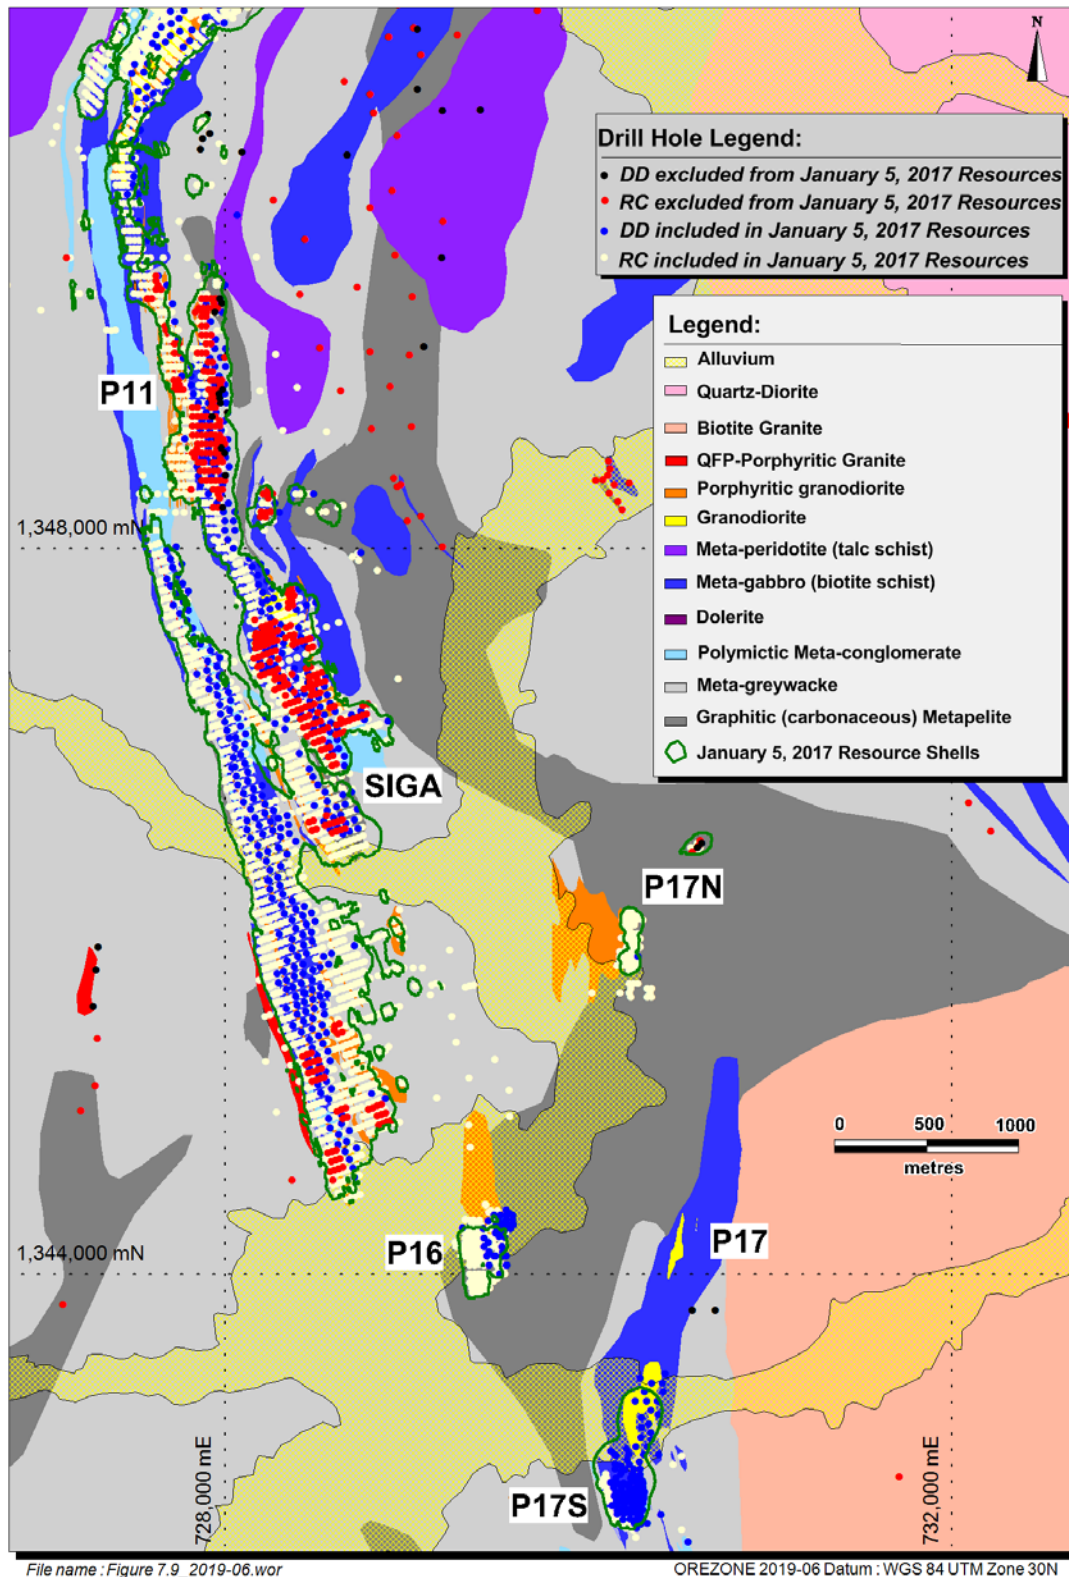 N
Drill Hole Legend:
DD excluded from January 5, 2017 Resources
RC excluded from January 5, 2017 Resources
DD included in January 5, 2017 Resources
RC included in January 5, 2017 Resources
Legend:
Alluvium
Quartz-Diorite
Biotite Granite
QFP-Porphyritic Granite
Porphyritic granodiorite
Granodiorite
Meta-peridotite (talc schist)
Meta-gabbro (biotite schist)
Dolerite
Polymictic Meta-conglomerate
Meta-greywacke
Graphitic (carbonaceous) Metapelite
January 5, 2017 Resource Shells
P11
1,348,000 mN
SIGA
P17N
0 500 1000
metres
P16
P17
1,344,000 mN
728,000 mE
732,000 mE
P17S
File name : Figure 7.9_2019-06.wor
OREZONE 2019-06 Datum : WGS 84 UTM Zone 30N